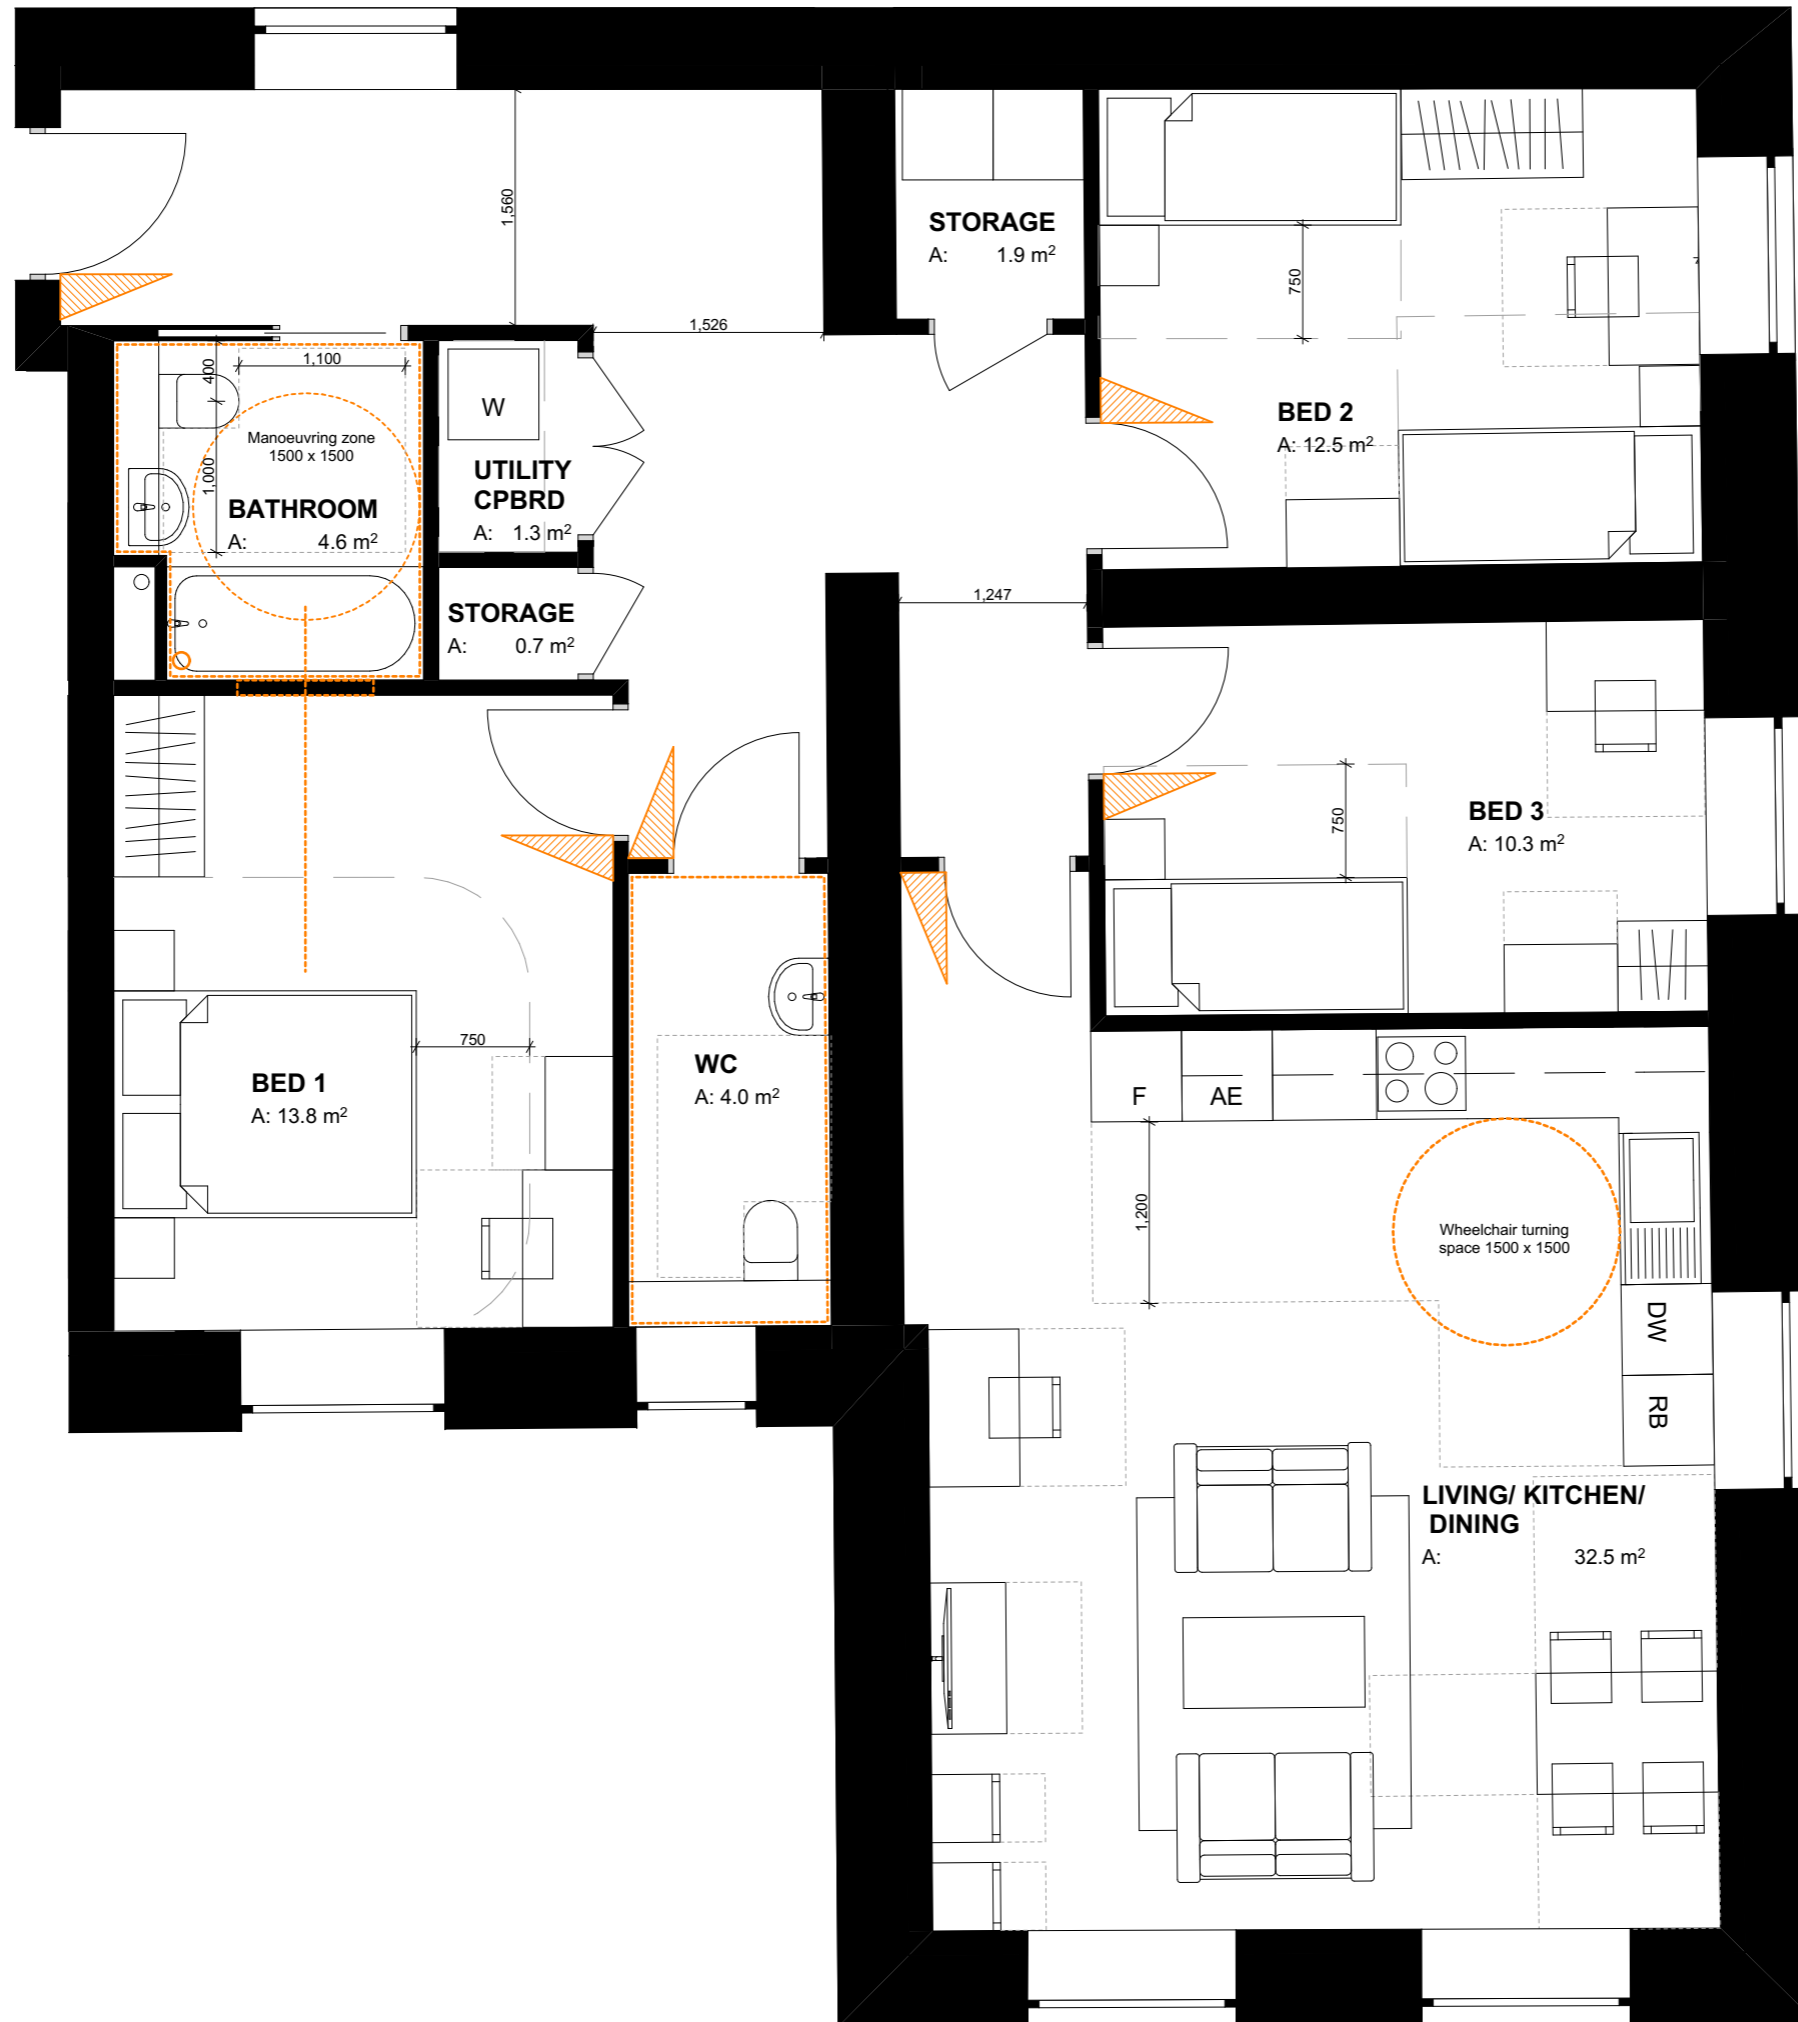 1,560
STORAGE
A: 1.9 m²
750
1,526
400
1,100
Manoeuvring zone
1500 x 1500
1,000
BATHROOM
A: 4.6 m²
W
UTILITY
CPBRD
A: 1.3 m²
BED 2
A: 12.5 m²
STORAGE
A: 0.7 m²
1,247
750
BED 3
A: 10.3 m²
750
BED 1
A: 13.8 m²
WC
A: 4.0 m²
F
AE
1,200
Wheelchair turning
space 1500 x 1500
DW
RB
LIVING/ KITCHEN/
DINING
A: 32.5 m²